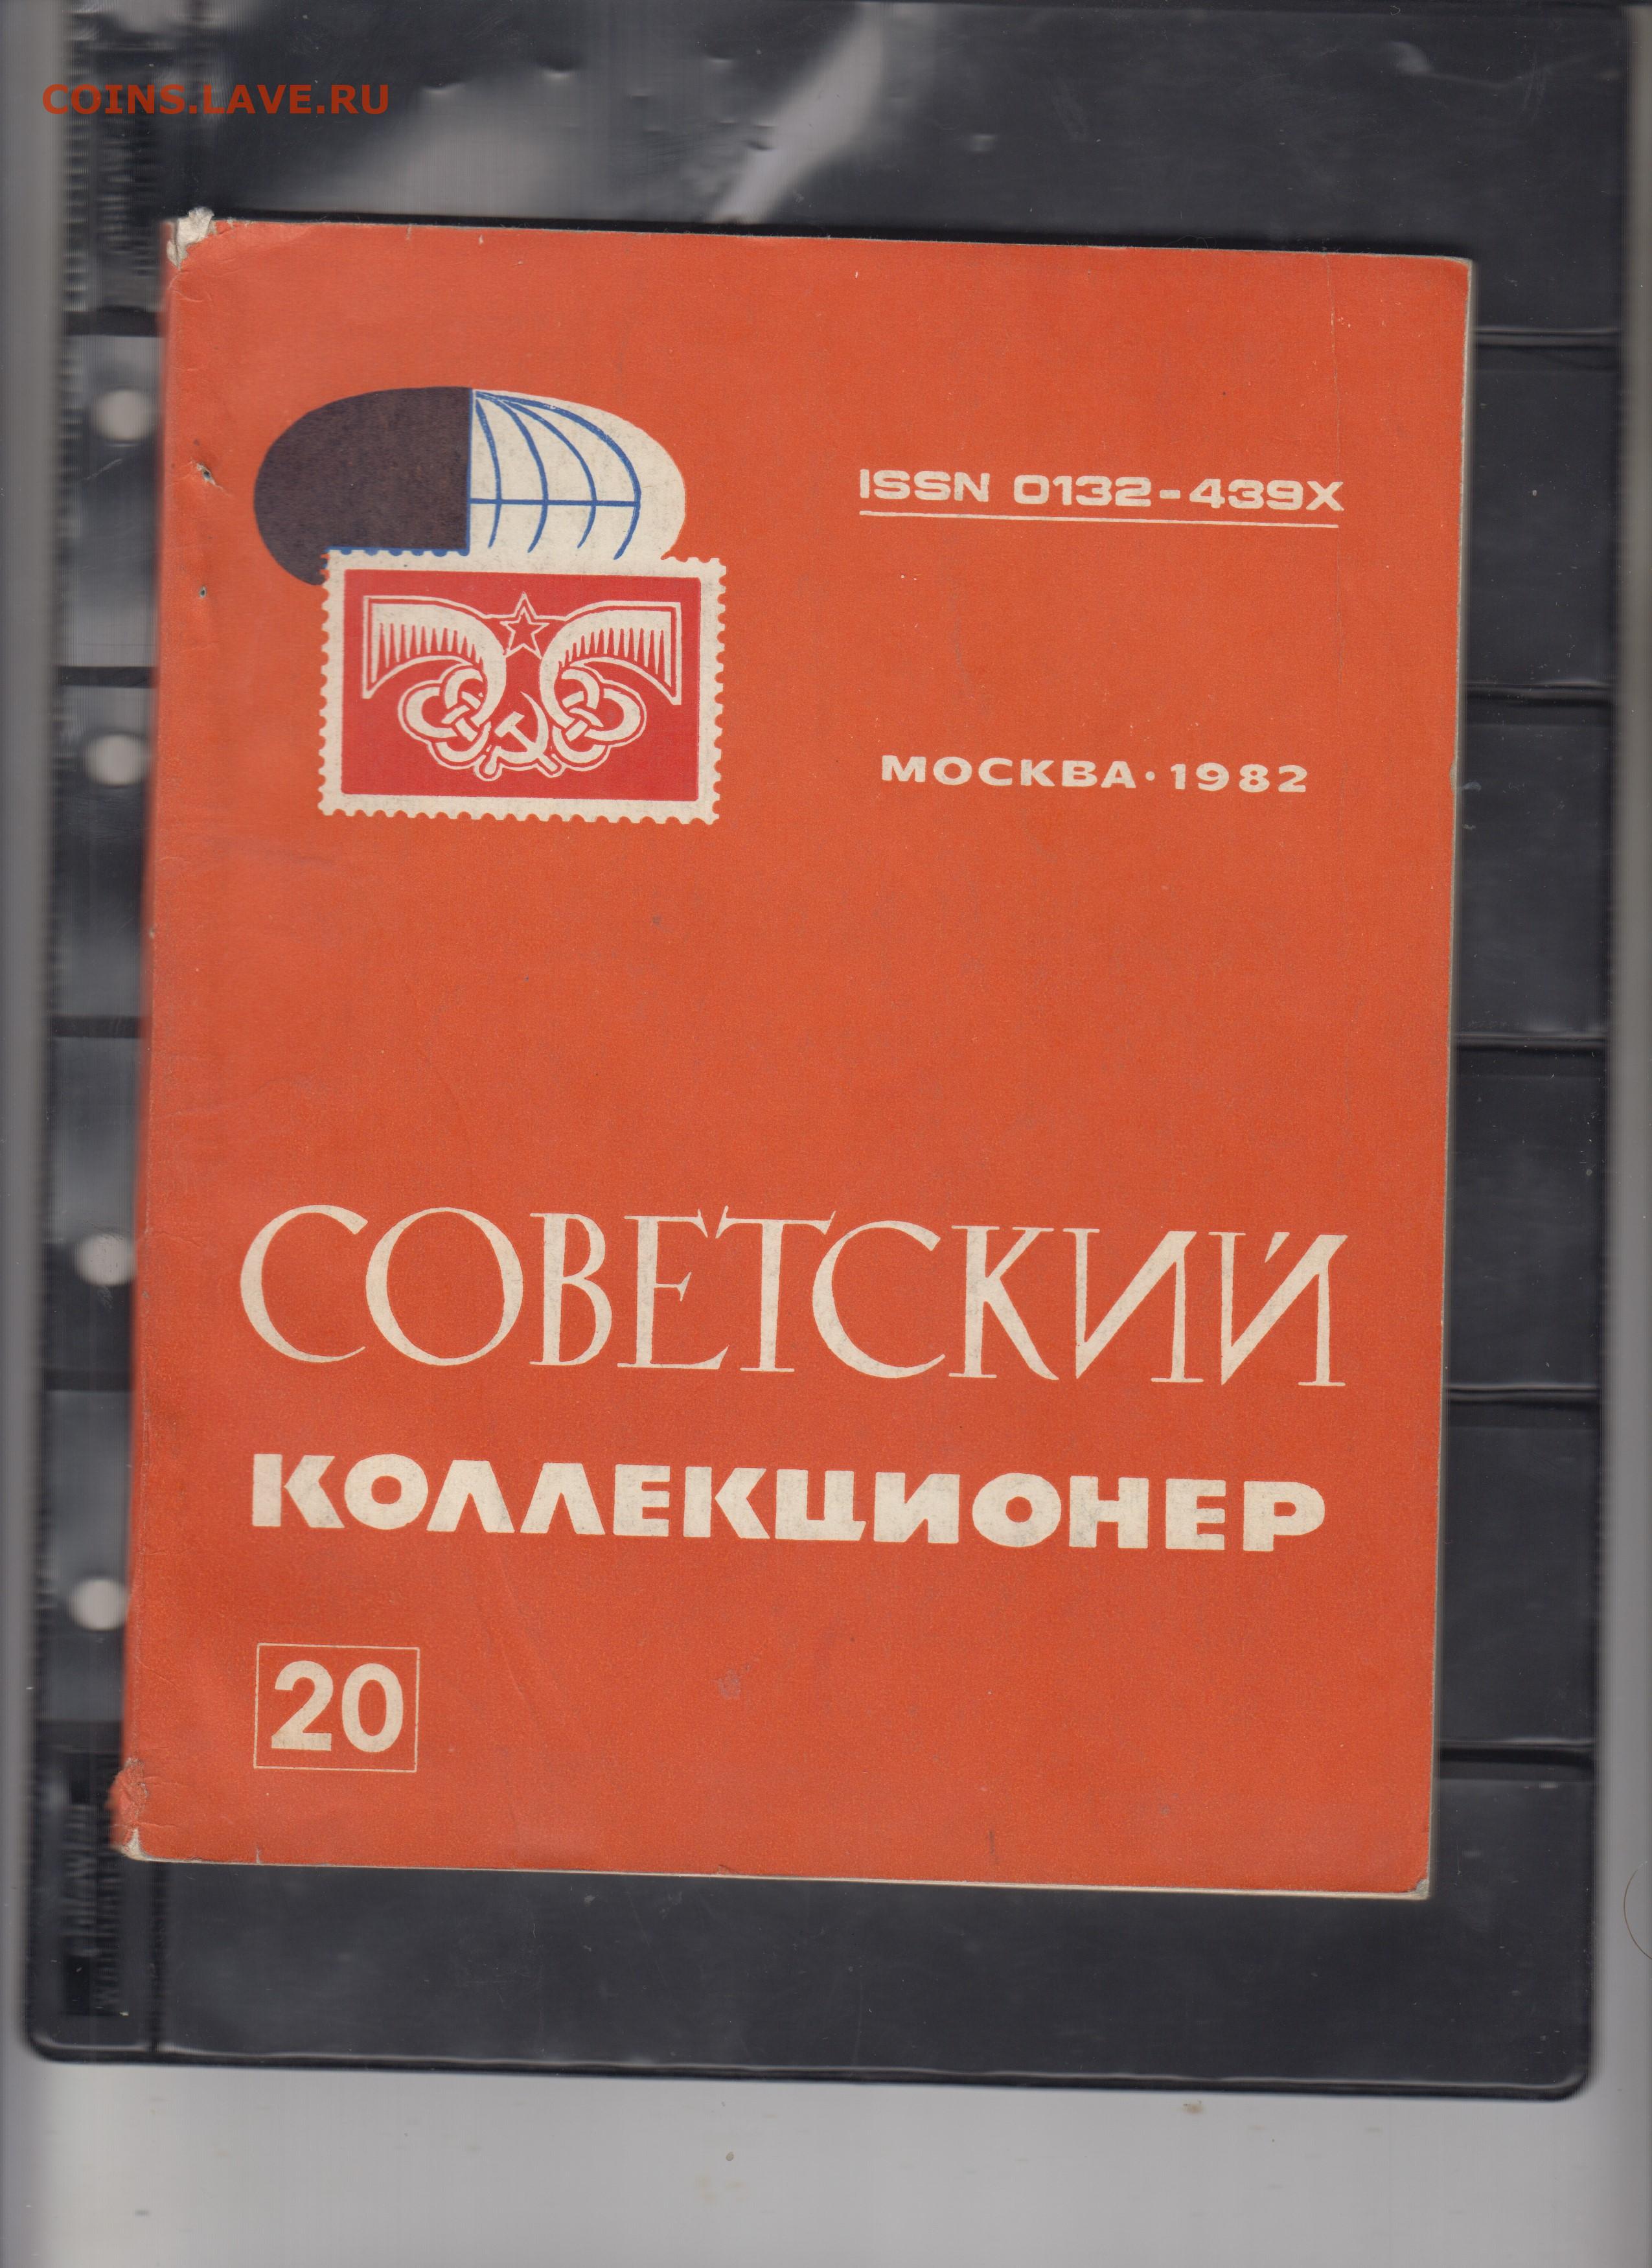 COINS.LAVE.RU
ISSN 0132-439X
МОСКВА·1982
СОВЕТСКИЙ
КОЛЛЕКЦИОНЕР
20